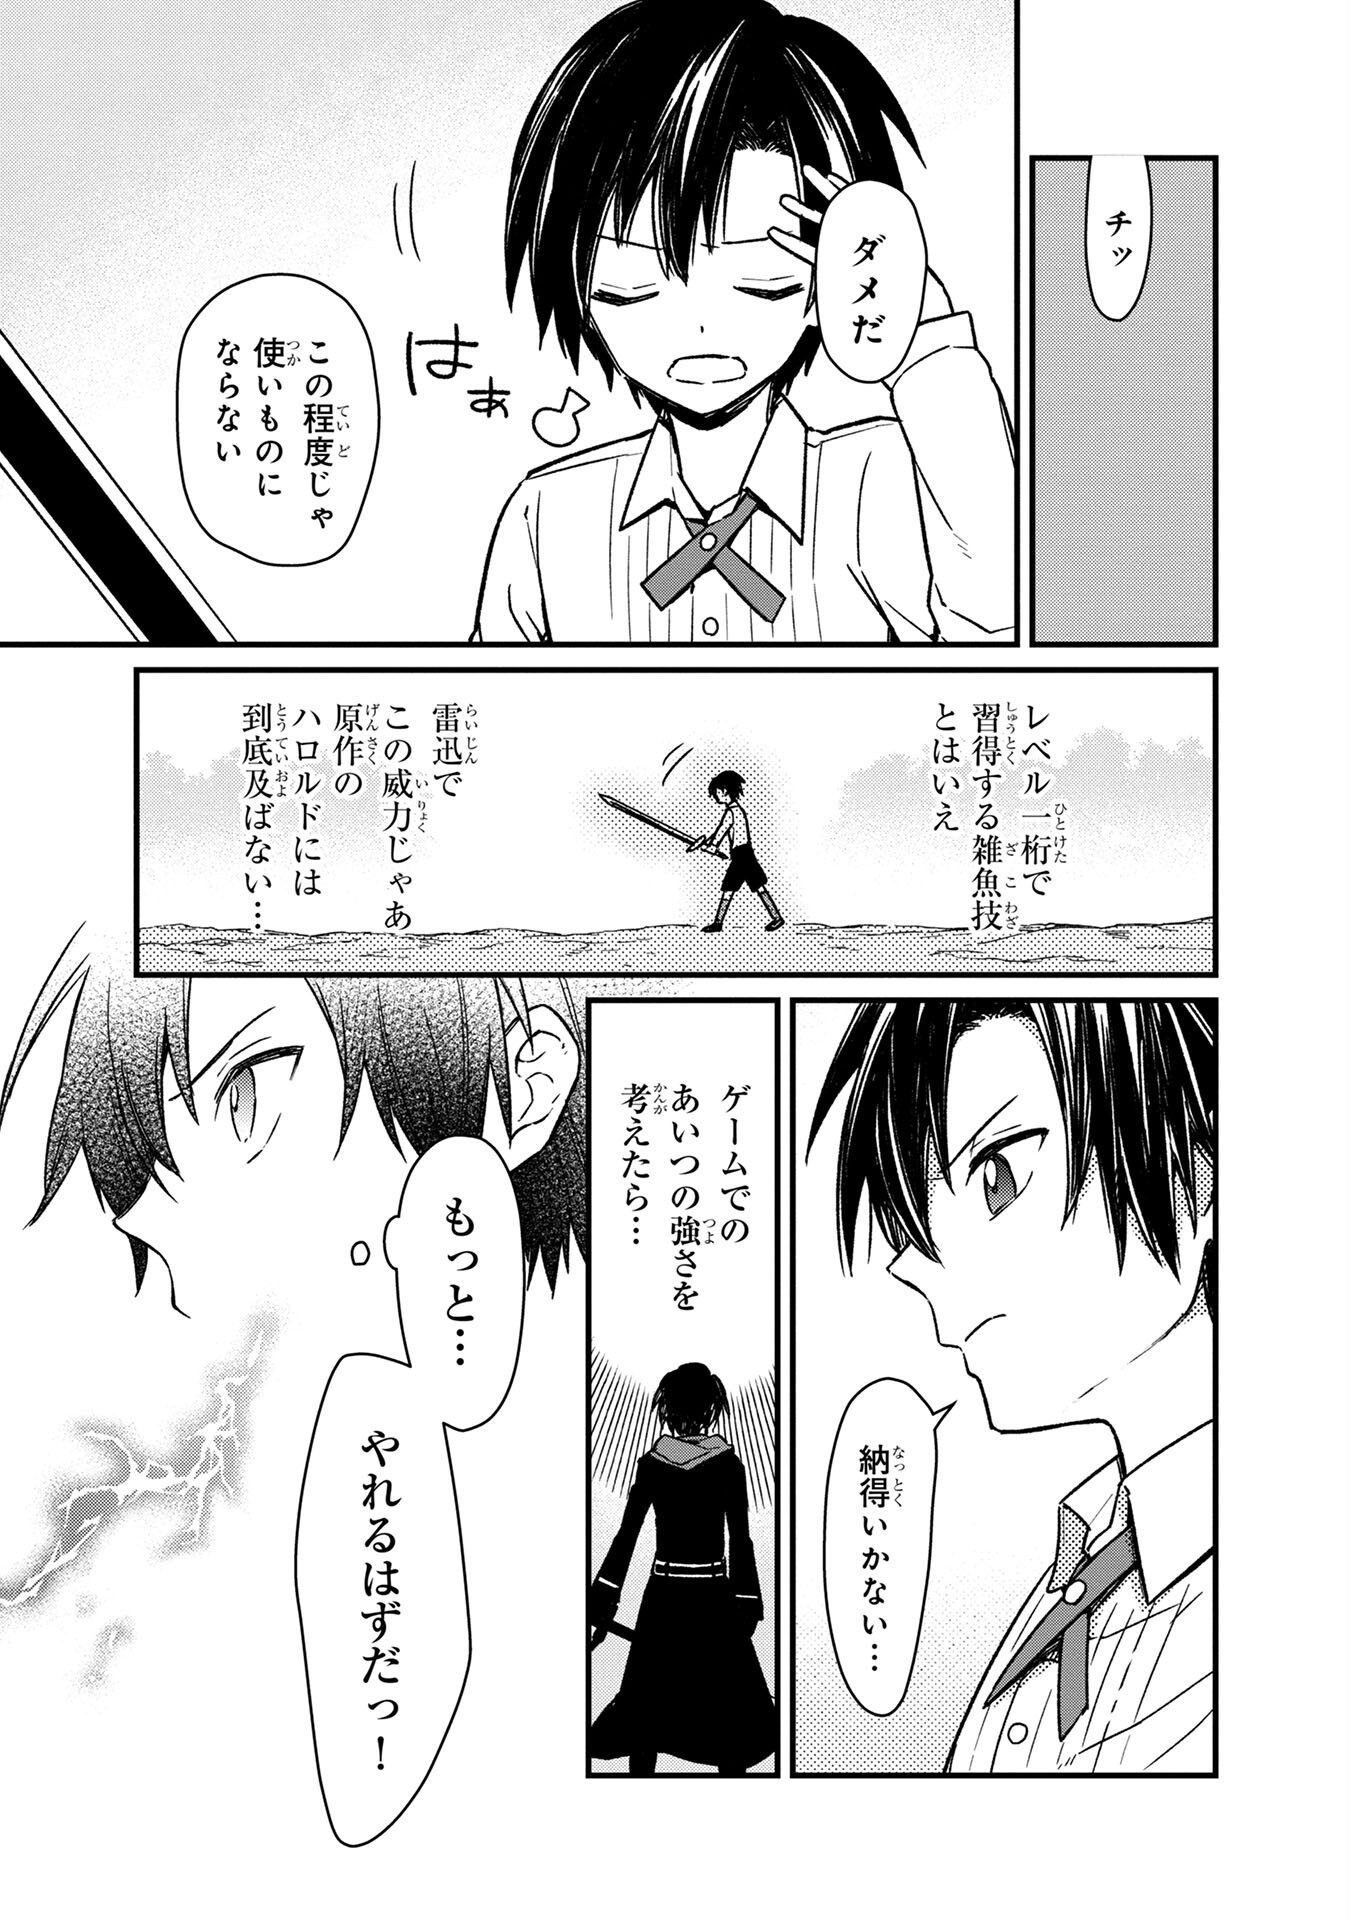 チッ
ダメだ
はぁ
この程度じゃ
使いものに
ならない
レベル一桁で
習得する雑魚技
とはいえ
雷迅で
この威力じゃあ
原作の
ハロルドには
到底及ばない…
納得いかない…
ゲームでの
あいつの強さを
考えたら…
もっと…
やれるはずだっ！